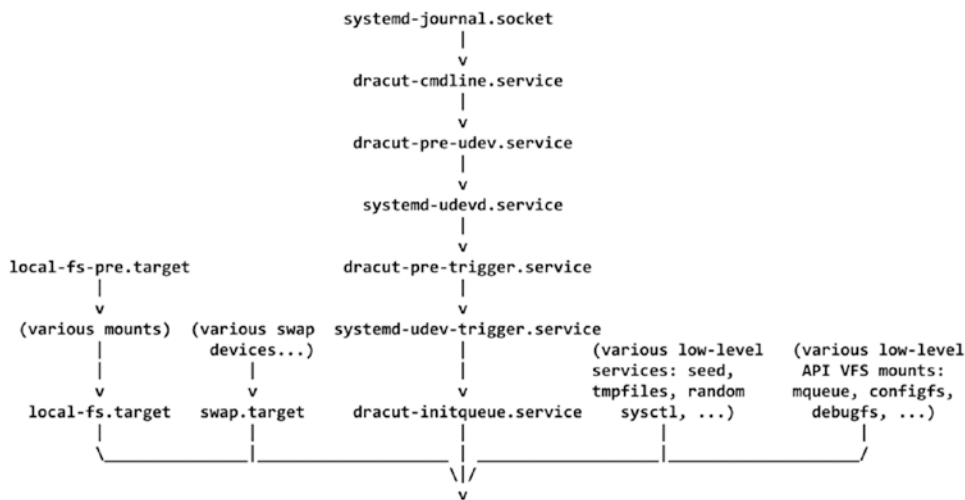 systemd-journal.socket
dracut-cmdline.service
dracut-pre-udev.service
systemd-udevd.service
local-fs-pre.target dracut-pre-trigger.service
(various mounts) (various swap systemd-udev-trigger.service
devices...) (various low-level (various low-level
services: seed, API VFS mounts:
tmpfiles, random mqueue, configfs,
local-fs.target swap.target dracut-initqueue.service sysctl, ...) debugfs, ...)